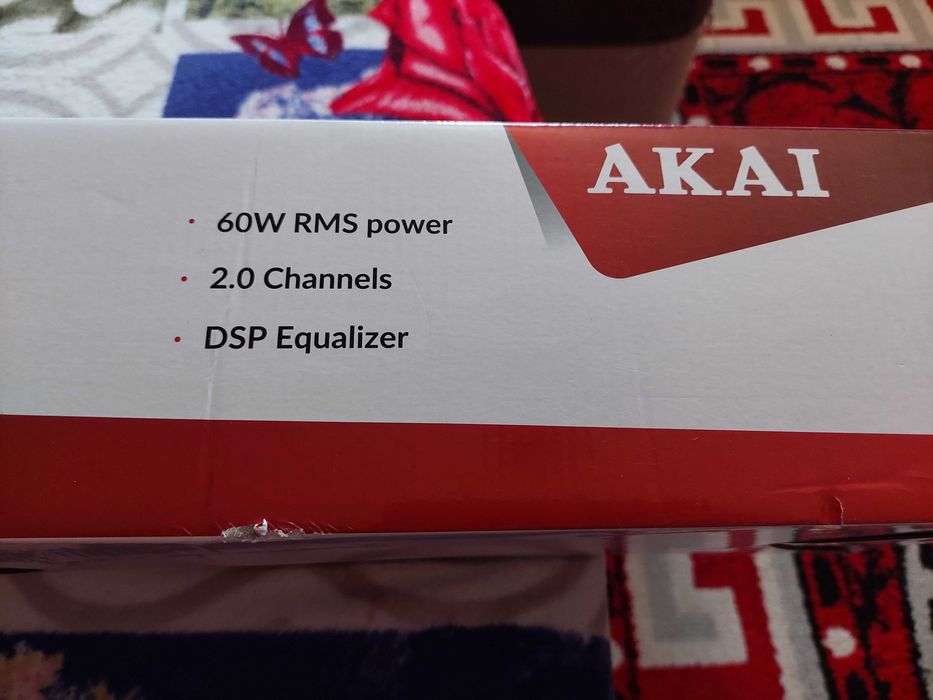 AKAI
• 60W RMS power
• 2.0 Channels
• DSP Equalizer